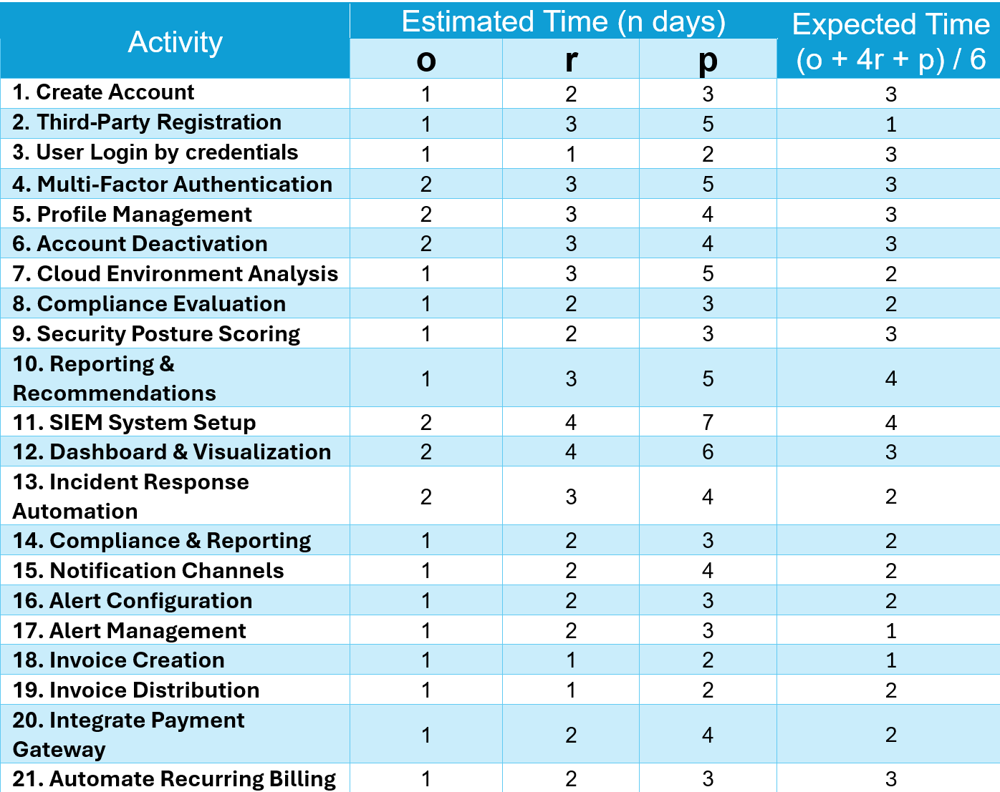 Activity Estimated Time (n days) Expected Time
o r p (o + 4r + p) / 6
1. Create Account 1 2 3 3
2. Third-Party Registration 1 3 5 1
3. User Login by credentials 1 1 2 3
4. Multi-Factor Authentication 2 3 5 3
5. Profile Management 2 3 4 3
6. Account Deactivation 2 3 4 3
7. Cloud Environment Analysis 1 3 5 2
8. Compliance Evaluation 1 2 3 2
9. Security Posture Scoring 1 2 3 3
10. Reporting &
Recommendations 1 3 5 4
11. SIEM System Setup 2 4 7 4
12. Dashboard & Visualization 2 4 6 3
13. Incident Response
Automation 2 3 4 2
14. Compliance & Reporting 1 2 3 2
15. Notification Channels 1 2 4 2
16. Alert Configuration 1 2 3 2
17. Alert Management 1 2 3 1
18. Invoice Creation 1 1 2 1
19. Invoice Distribution 1 1 2 2
20. Integrate Payment
Gateway 1 2 4 2
21. Automate Recurring Billing 1 2 3 3